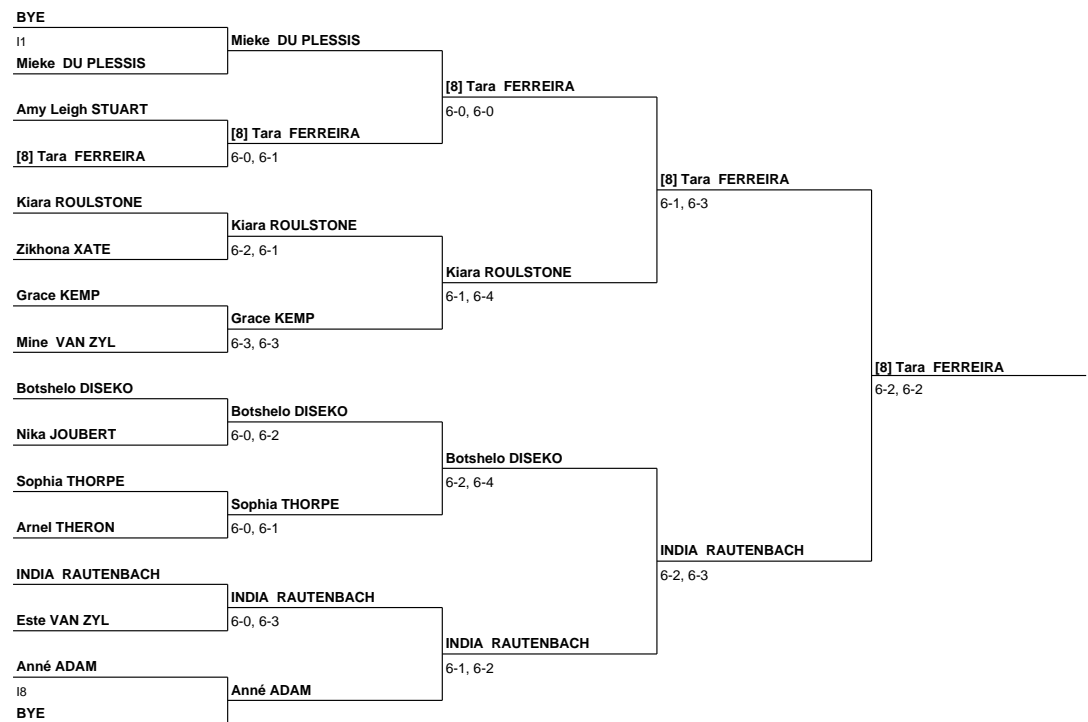 BYE
I1
Mieke DU PLESSIS
Amy Leigh STUART
[8] Tara FERREIRA
Kiara ROULSTONE
Zikhona XATE
Grace KEMP
Mine VAN ZYL
Botshelo DISEKO
Nika JOUBERT
Sophia THORPE
Arnel THERON
INDIA RAUTENBACH
Este VAN ZYL
Anné ADAM
I8
BYE
Mieke DU PLESSIS
[8] Tara FERREIRA
6-0, 6-1
Kiara ROULSTONE
6-2, 6-1
Grace KEMP
6-3, 6-3
Botshelo DISEKO
6-0, 6-2
Sophia THORPE
6-0, 6-1
INDIA RAUTENBACH
6-0, 6-3
Anné ADAM
[8] Tara FERREIRA
6-0, 6-0
Kiara ROULSTONE
6-1, 6-4
Botshelo DISEKO
6-2, 6-4
INDIA RAUTENBACH
6-1, 6-2
[8] Tara FERREIRA
6-1, 6-3
INDIA RAUTENBACH
6-2, 6-3
[8] Tara FERREIRA
6-2, 6-2